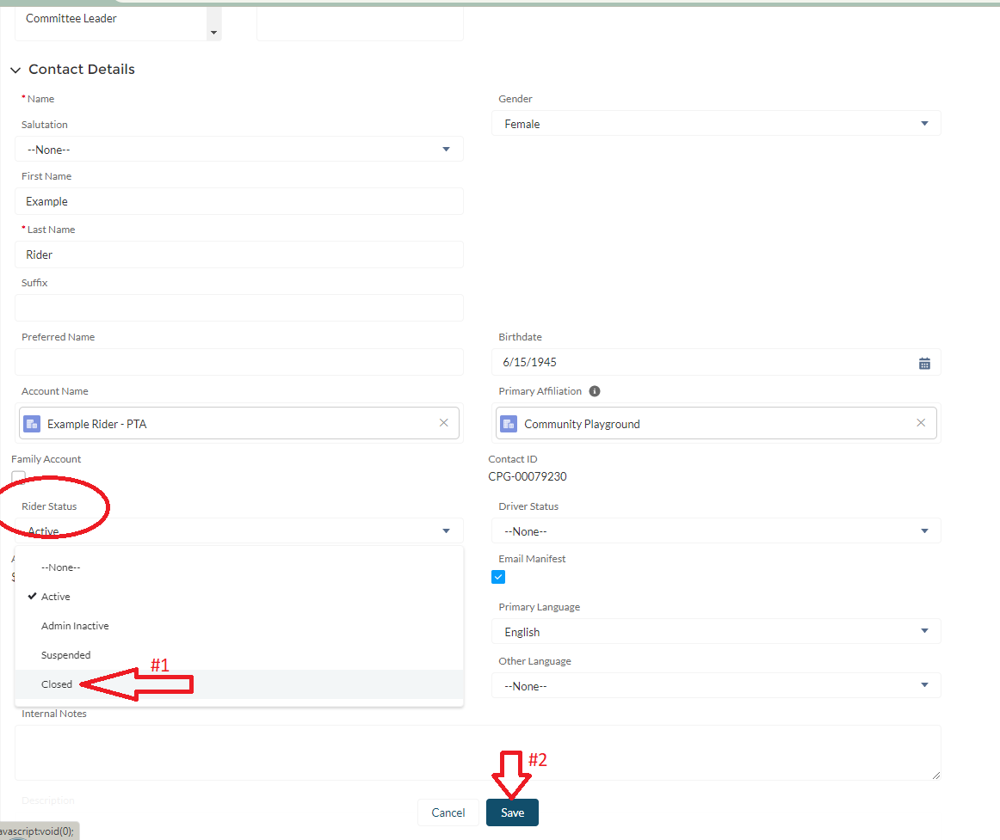 Committee Leader
Contact Details
* Name
Gender
Salutation
Female
--None--
First Name
Example
* Last Name
Rider
Suffix
Preferred Name
Birthdate
6/15/1945
Account Name
Primary Affiliation
Example Rider - PTA
Community Playground
Family Account
Contact ID
CPG-00079230
Rider Status
Driver Status
Active
--None--
--None--
Email Manifest
Active
Primary Language
Admin Inactive
English
Suspended
Other Language
#1
Closed
--None--
Internal Notes
#2
Description
Cancel
Save
avascript:void(0);